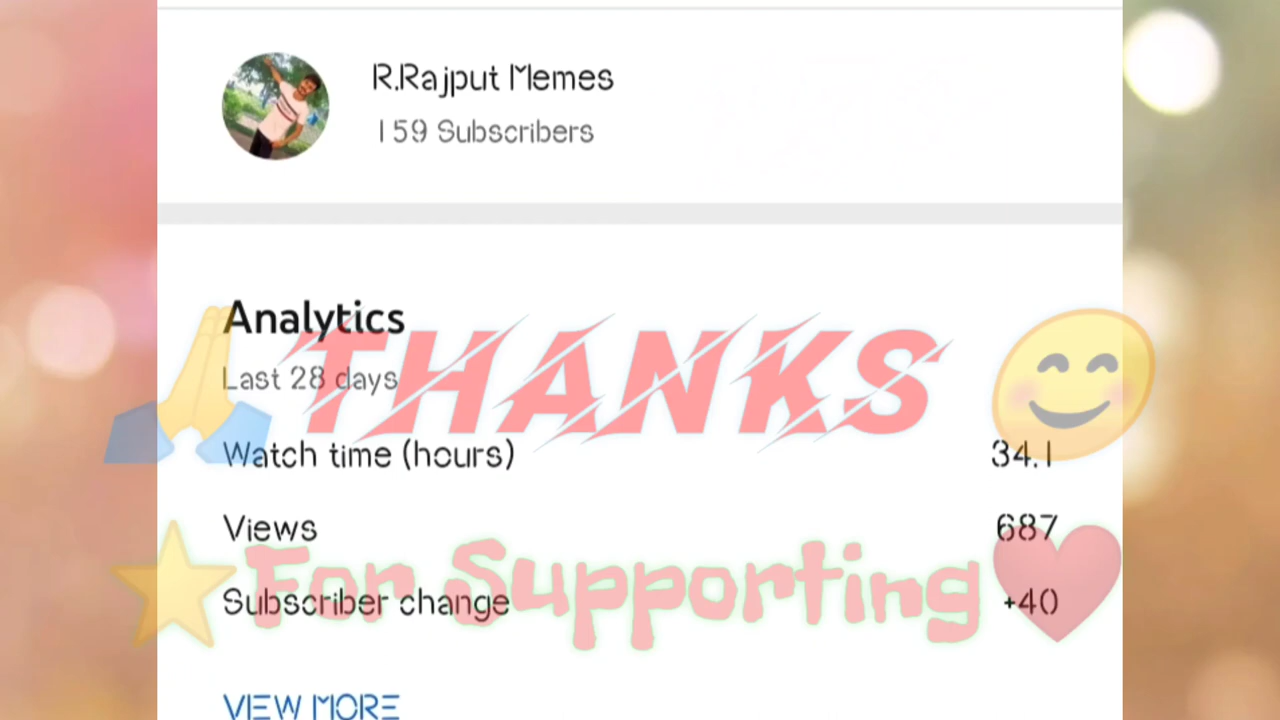 R.Rajput Memes
159 Subscribers
Analytics
THANKS
Last 28 days
Watch time (hours) 34.1
Views 687
For Supporting
Subscriber change +40
VIEW MORE